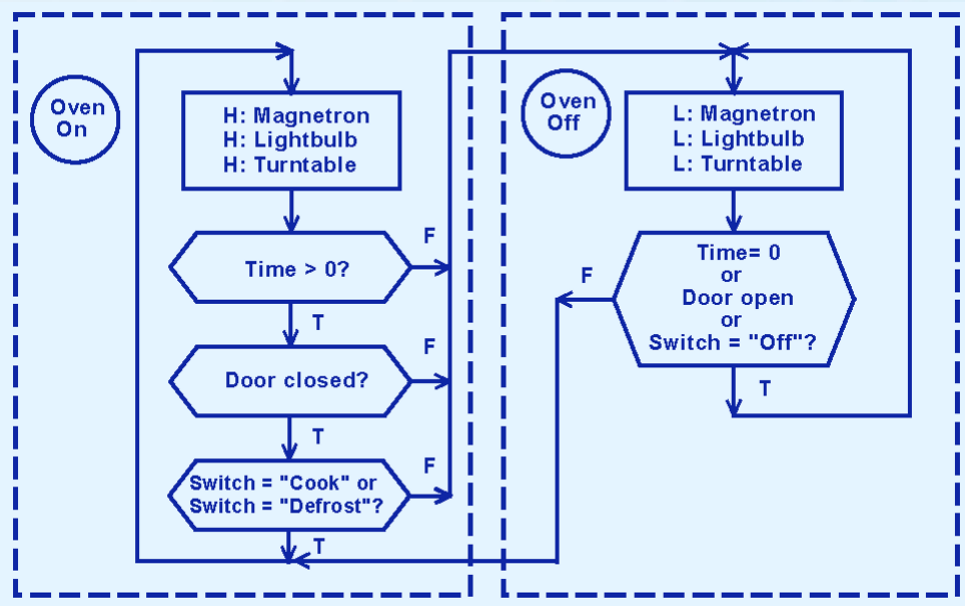 Oven
On
H: Magnetron
H: Lightbulb
H: Turntable
Time > 0?
F
T
Door closed?
F
T
Switch = "Cook" or
Switch = "Defrost"?
F
T
Oven
Off
L: Magnetron
L: Lightbulb
L: Turntable
Time= 0
or
Door open
or
Switch = "Off"?
F
T